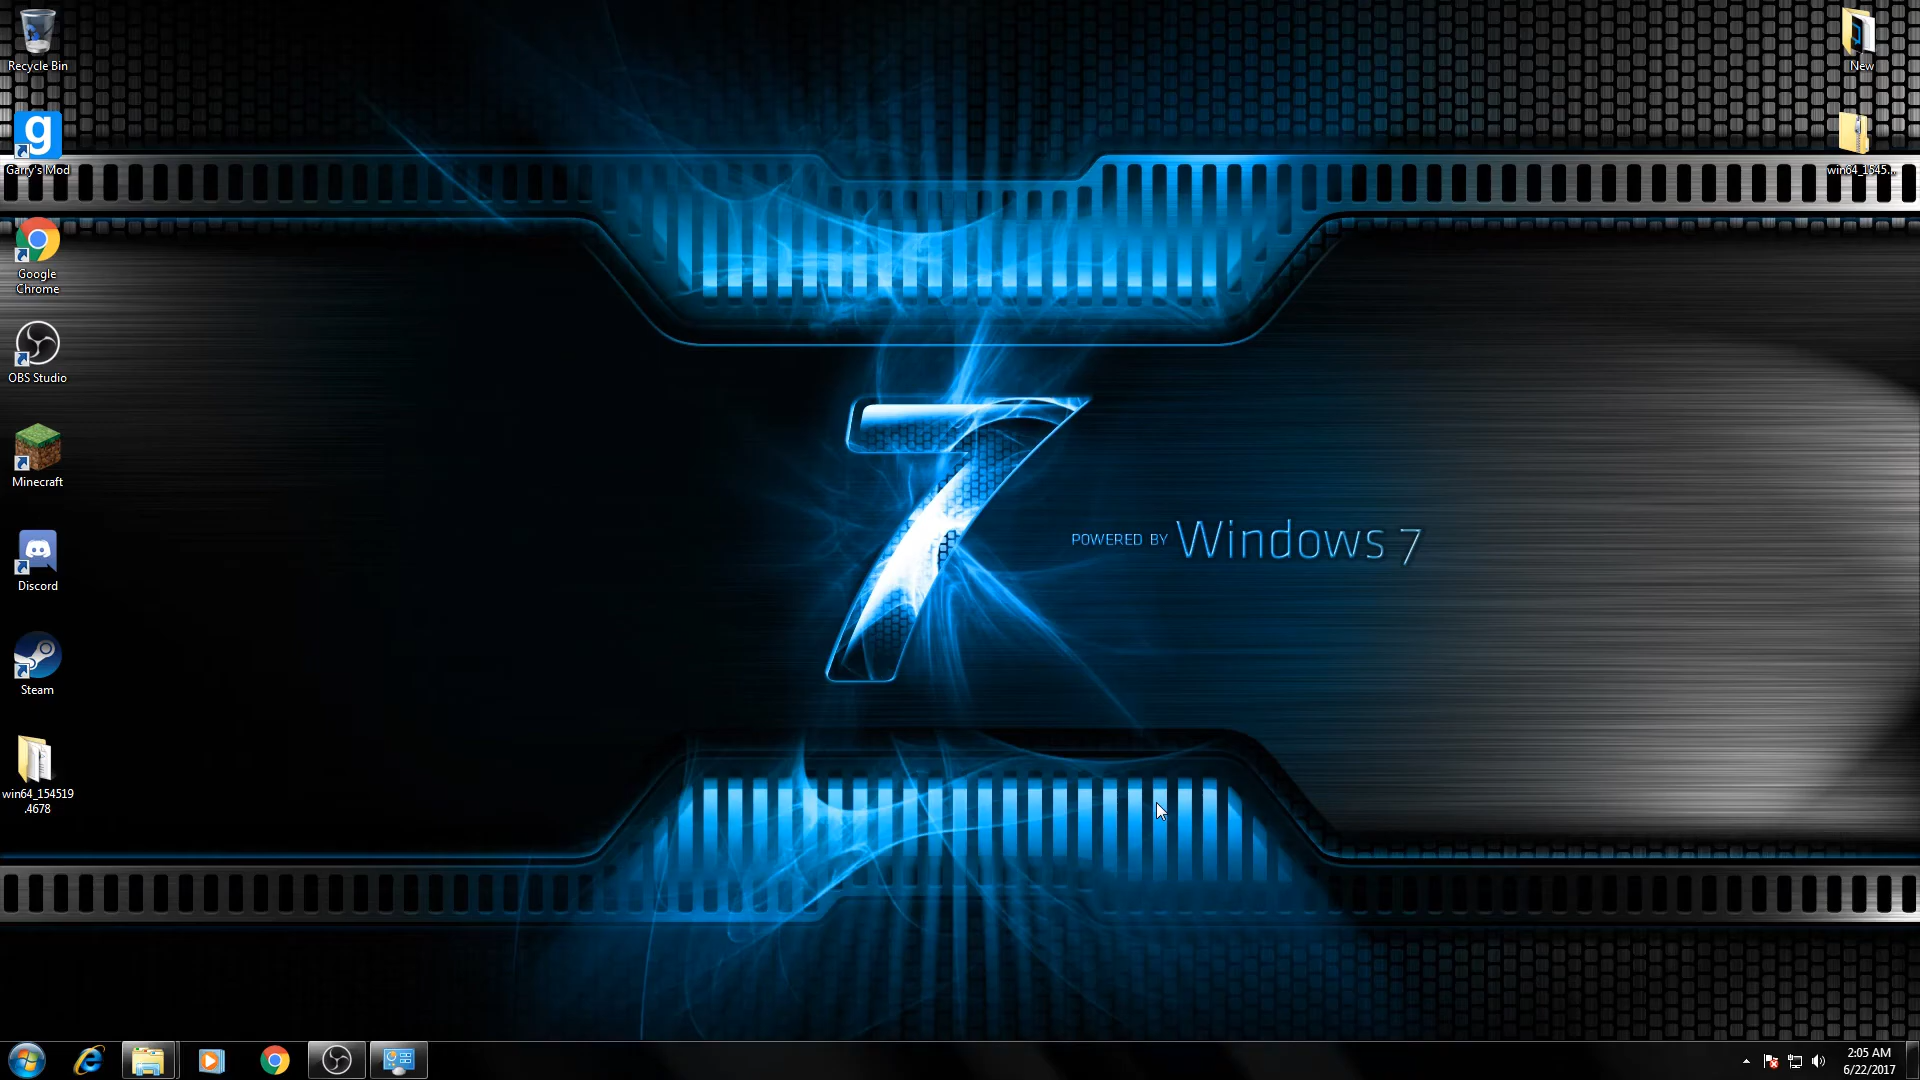 Recycle Bin
New
g
Garry's Mod
win64_1545...
Google
Chrome
OBS Studio
Minecraft
7
POWERED BY Windows 7
Discord
Steam
win64_154519
.4678
2:05 AM
6/22/2017